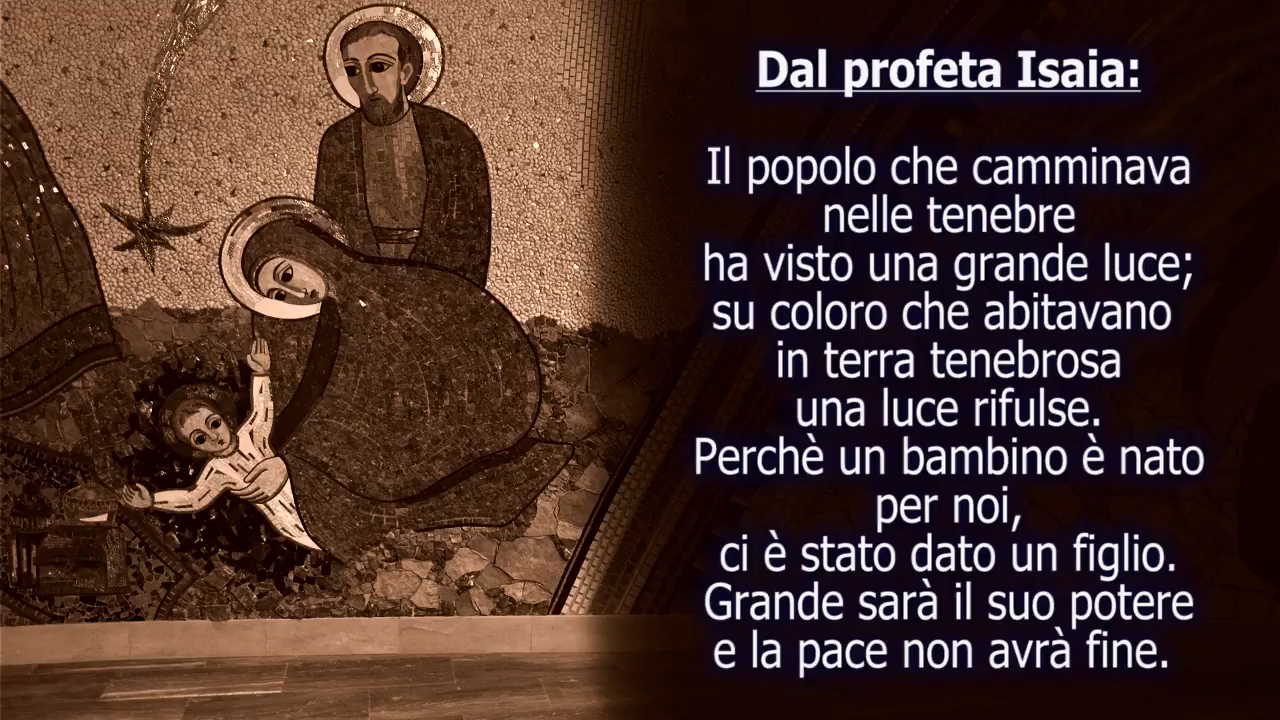 Dal profeta Isaia:
Il popolo che camminava
nelle tenebre
ha visto una grande luce;
su coloro che abitavano
in terra tenebrosa
una luce rifulse.
Perchè un bambino è nato
per noi,
ci è stato dato un figlio.
Grande sarà il suo potere
e la pace non avrà fine.